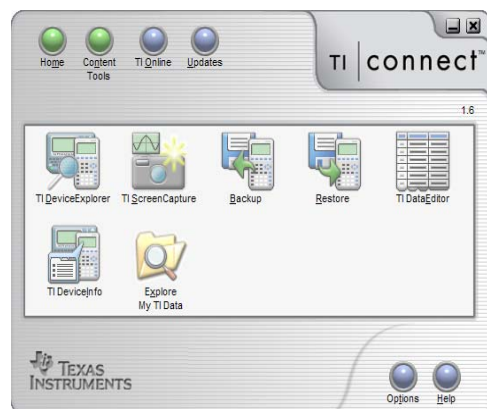 TI connect™
Home Content Tools TI Online Updates
1.6
TI DeviceExplorer TI ScreenCapture Backup Restore TI DataEditor
TI DeviceInfo Explore My TI Data
TEXAS
INSTRUMENTS
Options Help